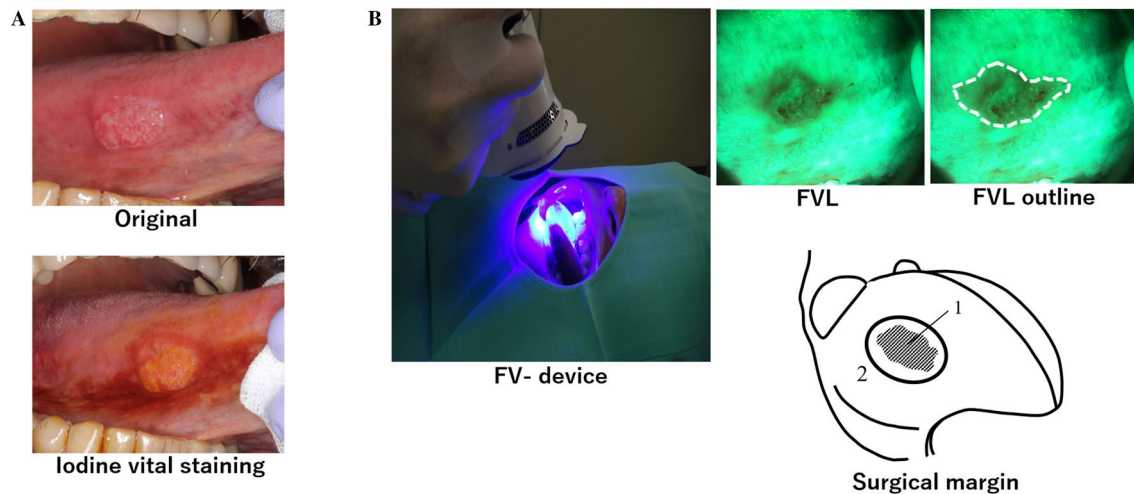 A
Original
Iodine vital staining
B
FV- device
FVL
FVL outline
1
2
Surgical margin